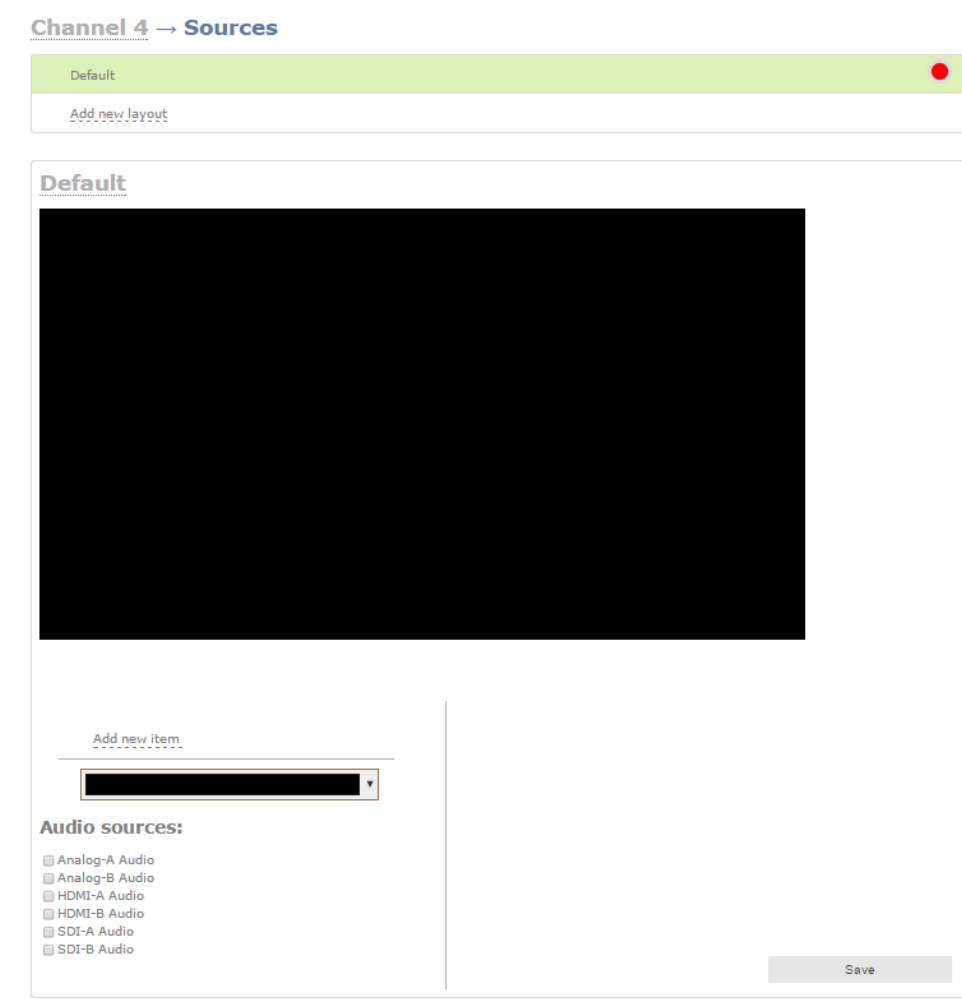 Channel 4 → Sources
Default
Add new layout
Default
Add new item
Audio sources:
Analog-A Audio
Analog-B Audio
HDMI-A Audio
HDMI-B Audio
SDI-A Audio
SDI-B Audio
Save